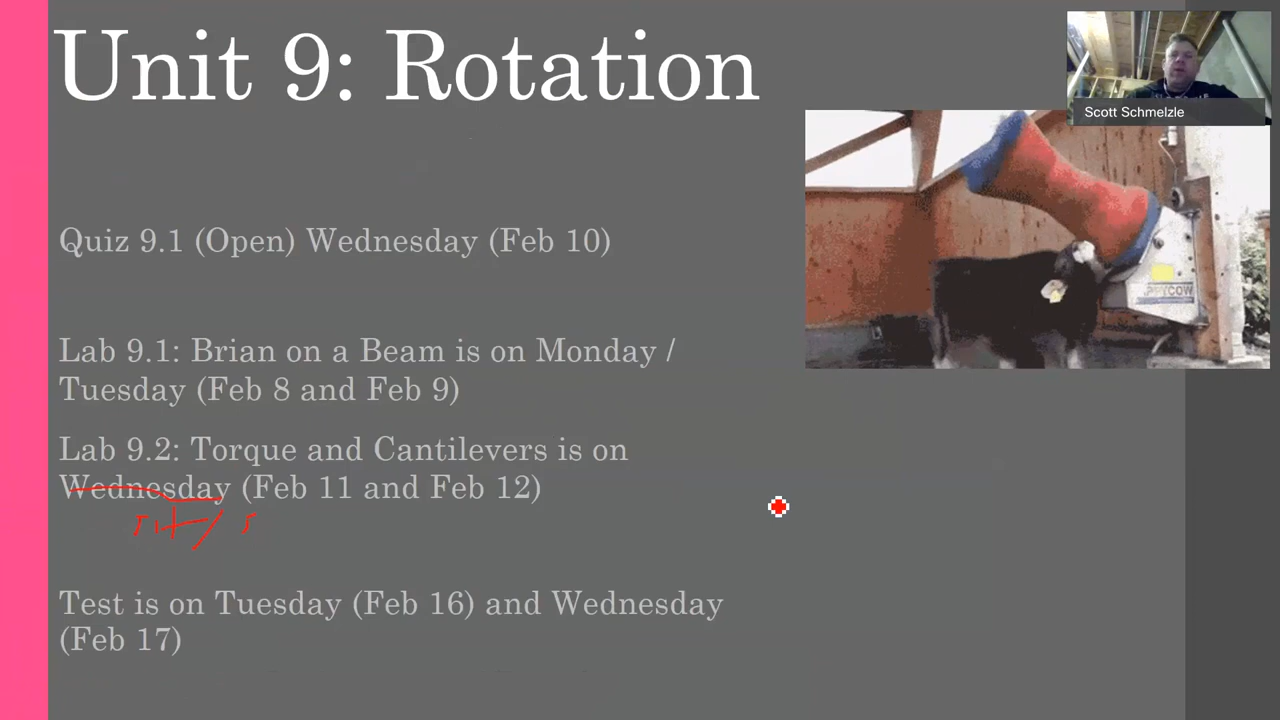 Unit 9: Rotation
Scott Schmelzle
Quiz 9.1 (Open) Wednesday (Feb 10)
Lab 9.1: Brian on a Beam is on Monday /
Tuesday (Feb 8 and Feb 9)
Lab 9.2: Torque and Cantilevers is on
Wednesday (Feb 11 and Feb 12)
Test is on Tuesday (Feb 16) and Wednesday
(Feb 17)